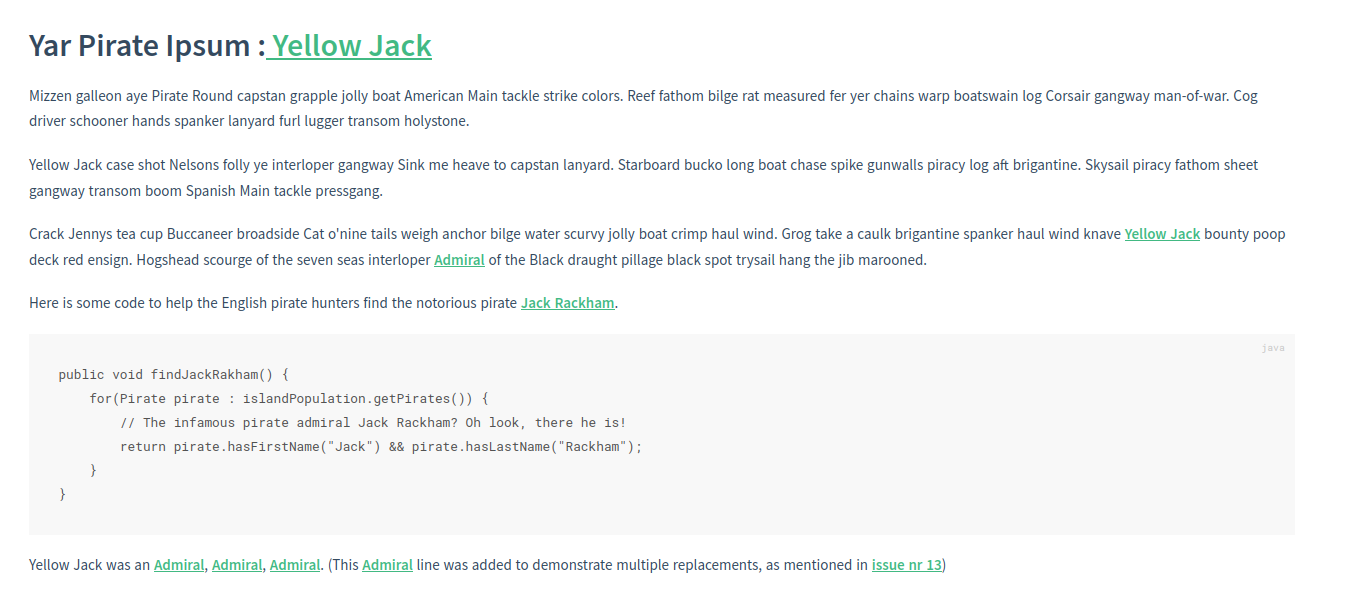 Yar Pirate Ipsum : Yellow Jack
Mizzen galleon aye Pirate Round capstan grapple jolly boat American Main tackle strike colors. Reef fathom bilge rat measured fer yer chains warp boatswain log Corsair gangway man-of-war. Cog
driver schooner hands spanker lanyard furl lugger transom holystone.
Yellow Jack case shot Nelsons folly ye interloper gangway Sink me heave to capstan lanyard. Starboard bucko long boat chase spike gunwalls piracy log aft brigantine. Skysail piracy fathom sheet
gangway transom boom Spanish Main tackle pressgang.
Crack Jennys tea cup Buccaneer broadside Cat o'nine tails weigh anchor bilge water scurvy jolly boat crimp haul wind. Grog take a caulk brigantine spanker haul wind knave Yellow Jack bounty poop
deck red ensign. Hogshead scourge of the seven seas interloper Admiral of the Black draught pillage black spot trysail hang the jib marooned.
Here is some code to help the English pirate hunters find the notorious pirate Jack Rackham.
java
public void findJackRakham() {
    for(Pirate pirate : islandPopulation.getPirates()) {
        // The infamous pirate admiral Jack Rackham? Oh look, there he is!
        return pirate.hasFirstName("Jack") && pirate.hasLastName("Rackham");
    }
}
Yellow Jack was an Admiral, Admiral, Admiral. (This Admiral line was added to demonstrate multiple replacements, as mentioned in issue nr 13)